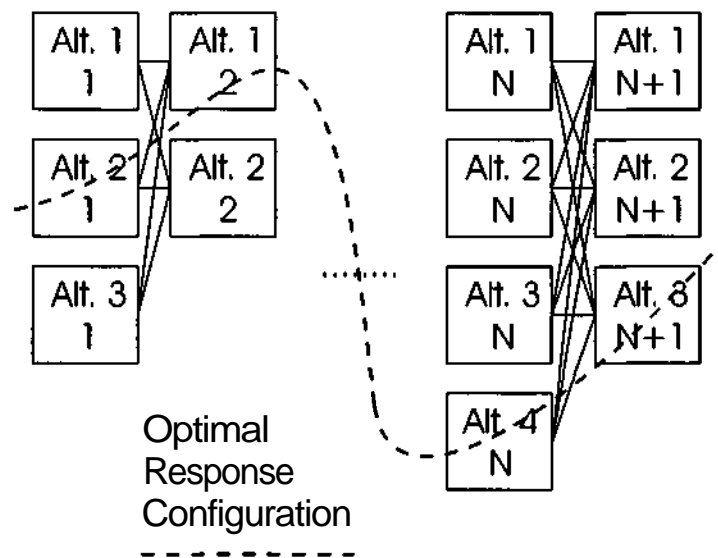 Alt. 1
1
Alt. 1
2
Alt. 2
1
Alt. 2
2
Alt. 3
1
Alt. 1
N
Alt. 1
N+1
Alt. 2
N
Alt. 2
N+1
Alt. 3
N
Alt. 3
N+1
Alt. 4
N
Optimal
Response
Configuration